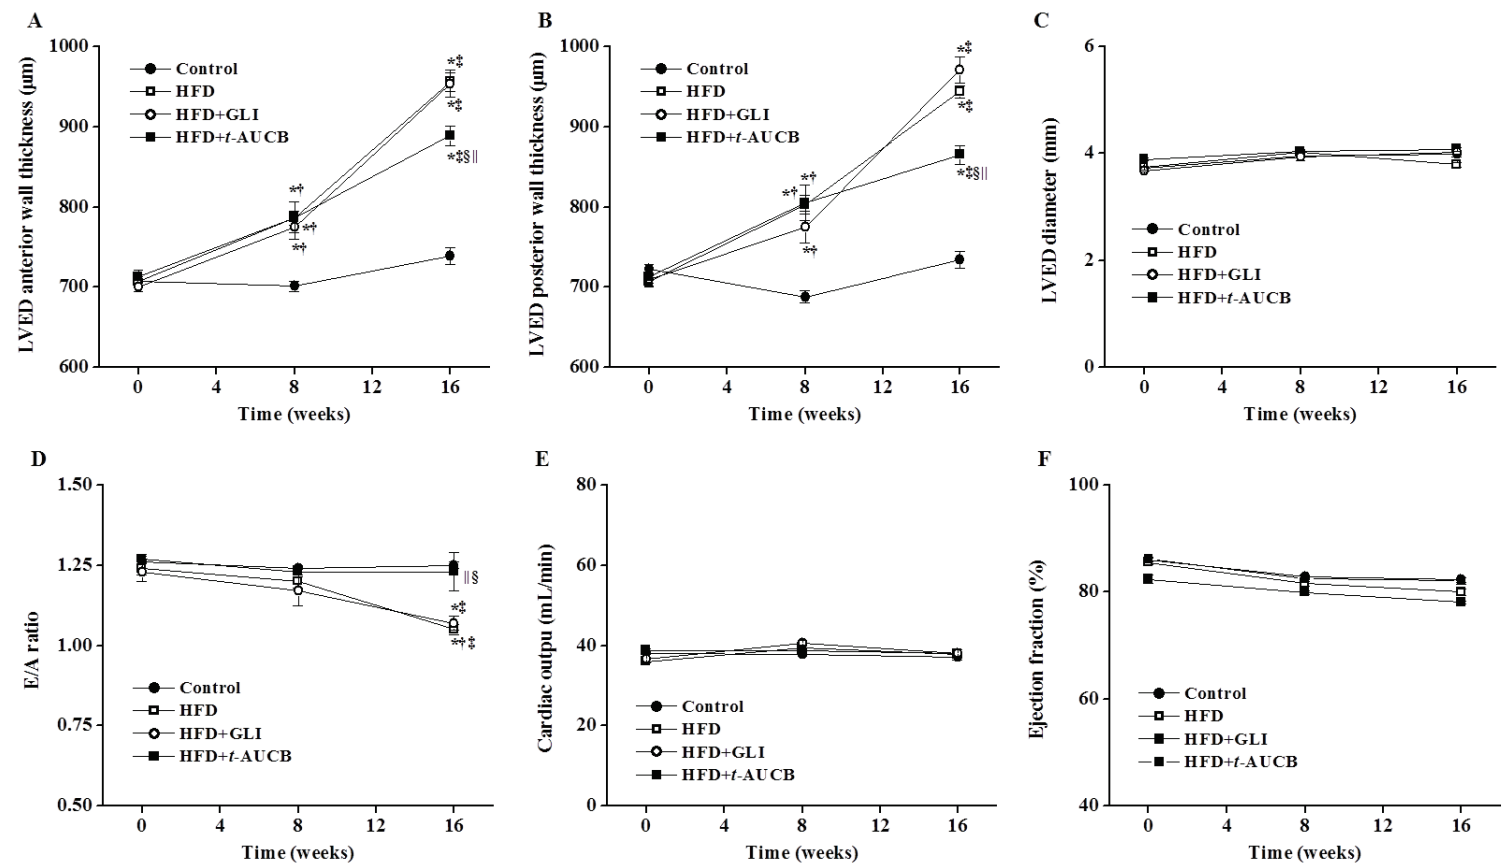 A
LVED anterior wall thickness (µm)
1000
900
800
700
600
Control
HFD
HFD+GLI
HFD+t-AUCB
*‡
*‡
*‡§||
*†
*†
*†
0 4 8 12 16
Time (weeks)
B
LVED posterior wall thickness (µm)
1000
900
800
700
600
Control
HFD
HFD+GLI
HFD+t-AUCB
*‡
*‡
*‡§||
*†
*†
*†
0 4 8 12 16
Time (weeks)
C
LVED diameter (mm)
6
4
2
0
Control
HFD
HFD+GLI
HFD+t-AUCB
0 4 8 12 16
Time (weeks)
D
E/A ratio
1.50
1.25
1.00
0.75
0.50
||§
*‡
*†‡
Control
HFD
HFD+GLI
HFD+t-AUCB
0 4 8 12 16
Time (weeks)
E
Cardiac outpu (mL/min)
80
60
40
20
0
Control
HFD
HFD+GLI
HFD+t-AUCB
0 4 8 12 16
Time (weeks)
F
Ejection fraction (%)
100
80
60
40
Control
HFD
HFD+GLI
HFD+t-AUCB
0 4 8 12 16
Time (weeks)